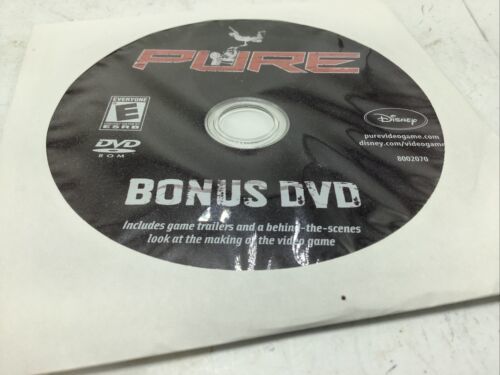 PURE
EVERYONE
E
ESRB
DVD
ROM
Disney
purevideogame.com
disney.com/videogame
8002070
BONUS DVD
Includes game trailers and a behind-the-scenes
look at the making of the video game